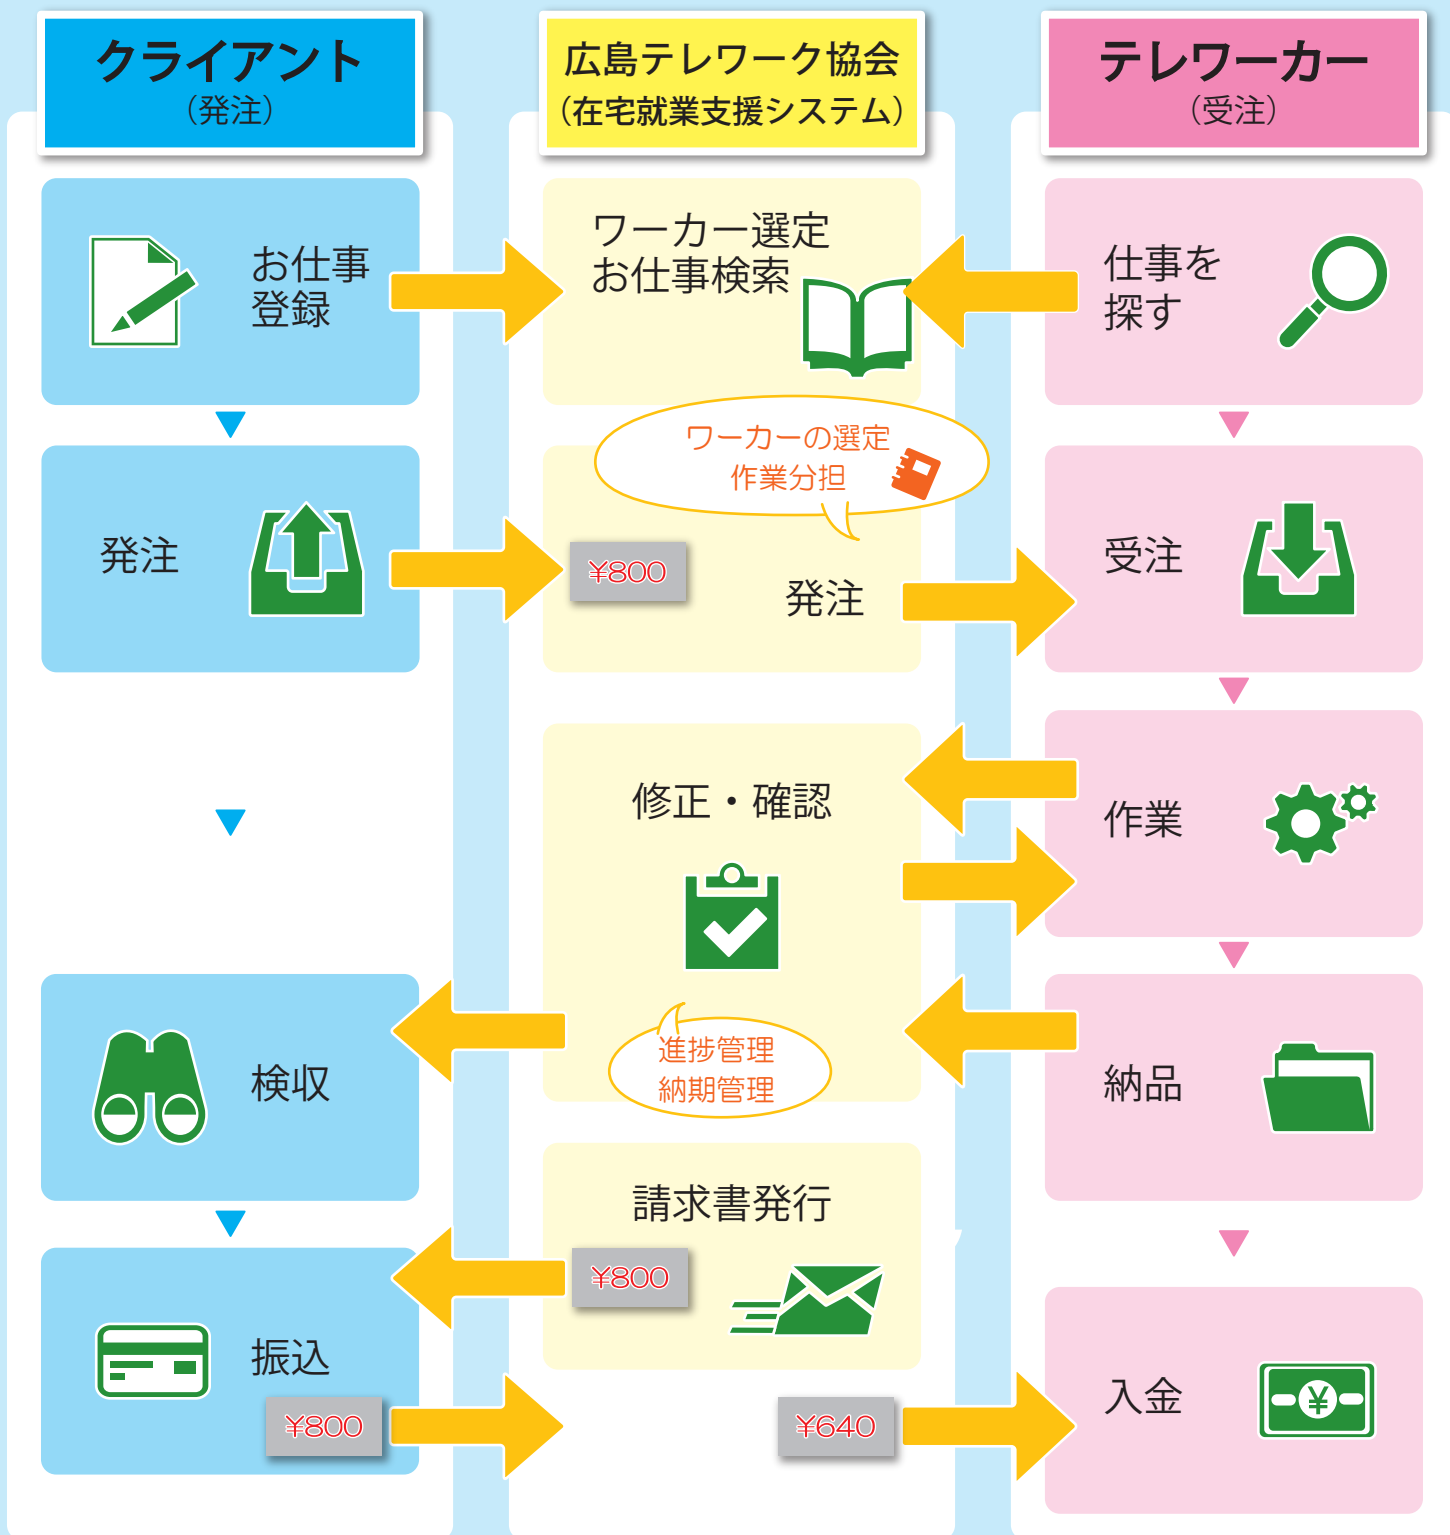 クライアント
（発注）
広島テレワーク協会
（在宅就業支援システム）
テレワーカー
（受注）
お仕事
登録
ワーカー選定
お仕事検索
仕事を
探す
発注
ワーカーの選定
作業分担
¥800
発注
受注
修正・確認
作業
検収
進捗管理
納期管理
納品
請求書発行
¥800
振込
¥800
¥640
入金
¥